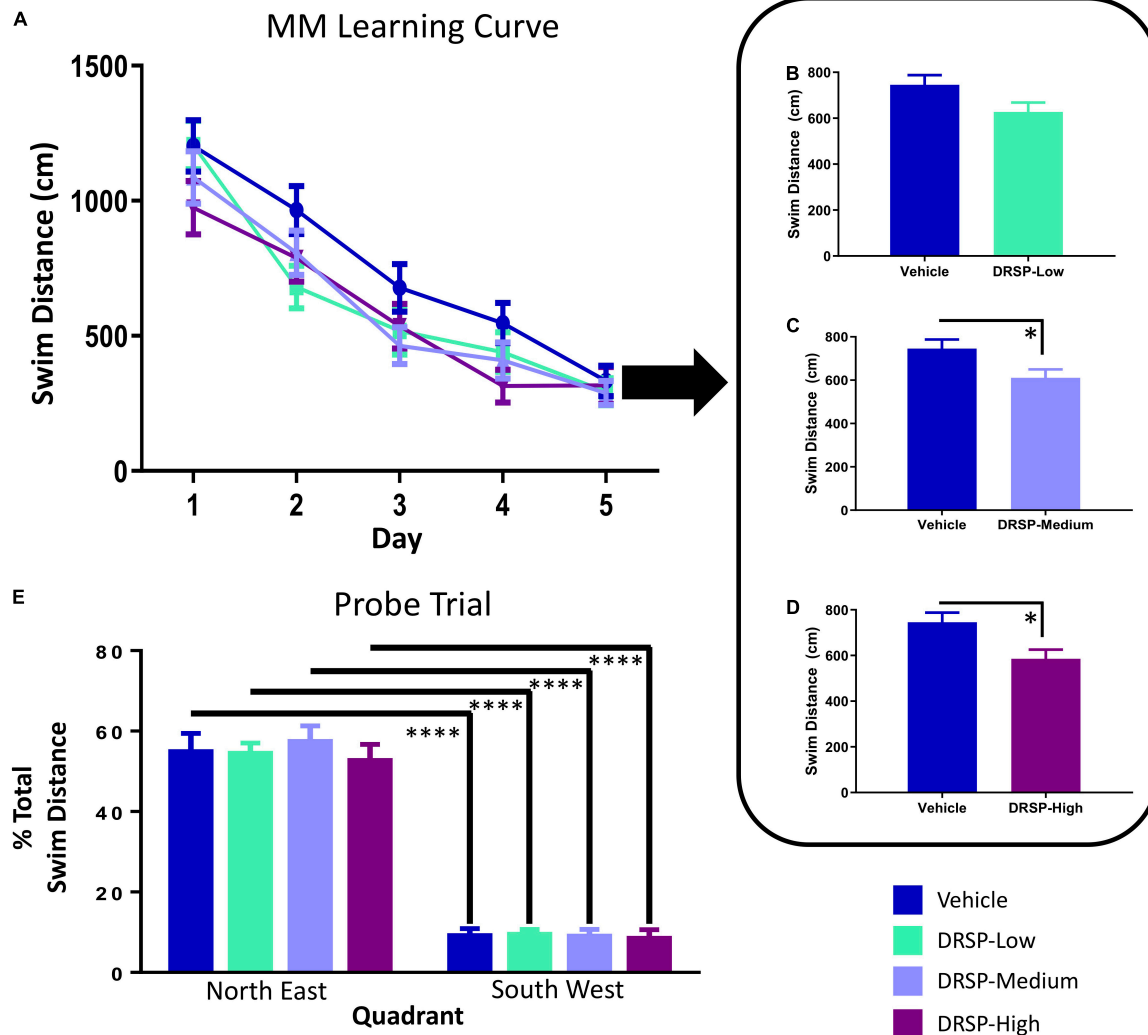 A
MM Learning Curve
Swim Distance (cm)
1500
1000
500
0
1 2 3 4 5
Day
B
Swim Distance (cm)
800
600
400
200
0
Vehicle DRSP-Low
C
Swim Distance (cm)
800
600
400
200
0
*
Vehicle DRSP-Medium
D
Swim Distance (cm)
800
600
400
200
0
*
Vehicle DRSP-High
E
Probe Trial
% Total
Swim Distance
80
60
40
20
0
****
****
****
****
North East South West
Quadrant
Vehicle
DRSP-Low
DRSP-Medium
DRSP-High